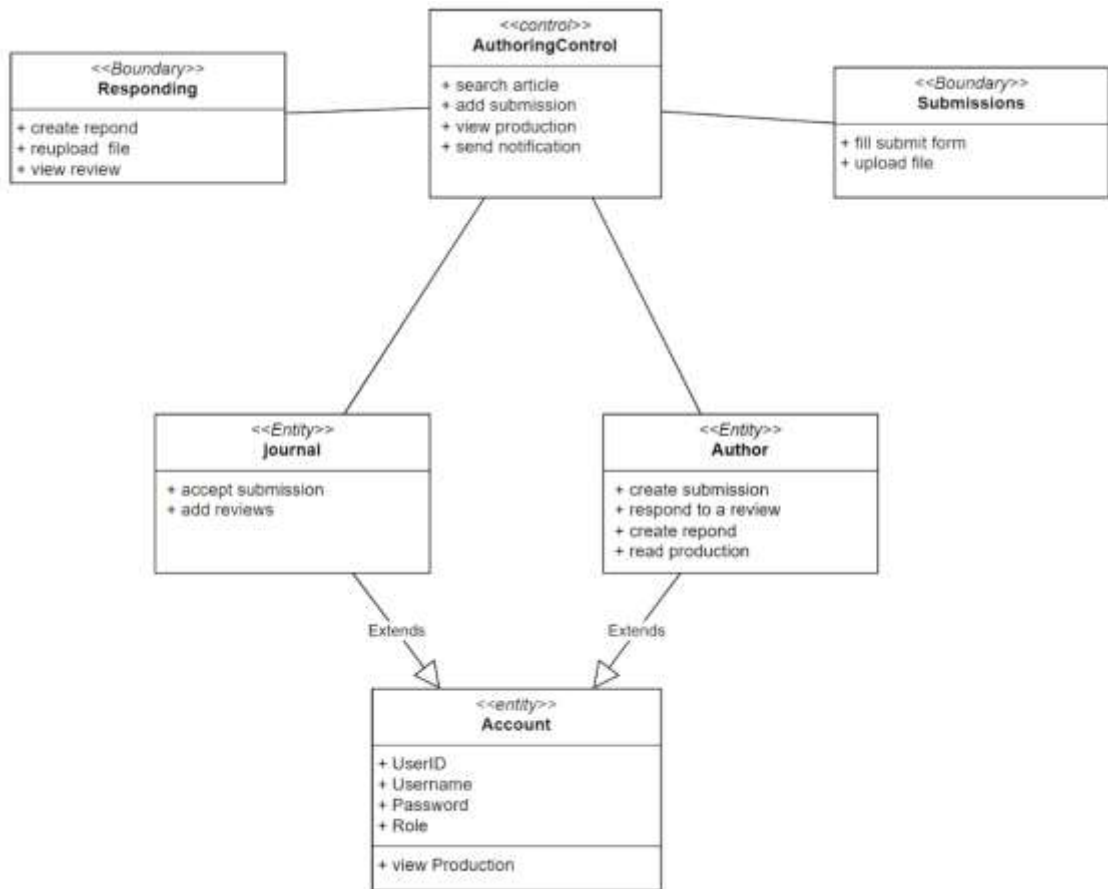 <<control>>
AuthoringControl
+ search article
+ add submission
+ view production
+ send notification
<<Boundary>>
Responding
+ create repond
+ reupload file
+ view review
<<Boundary>>
Submissions
+ fill submit form
+ upload file
<<Entity>>
journal
+ accept submission
+ add reviews
<<Entity>>
Author
+ create submission
+ respond to a review
+ create repond
+ read production
Extends
Extends
<<entity>>
Account
+ UserID
+ Username
+ Password
+ Role
+ view Production